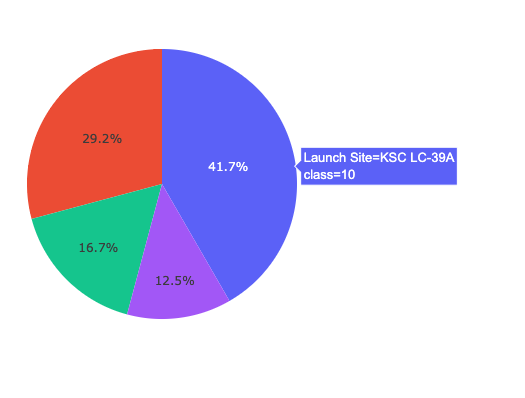 29.2%
41.7%
Launch Site=KSC LC-39A
class=10
16.7%
12.5%